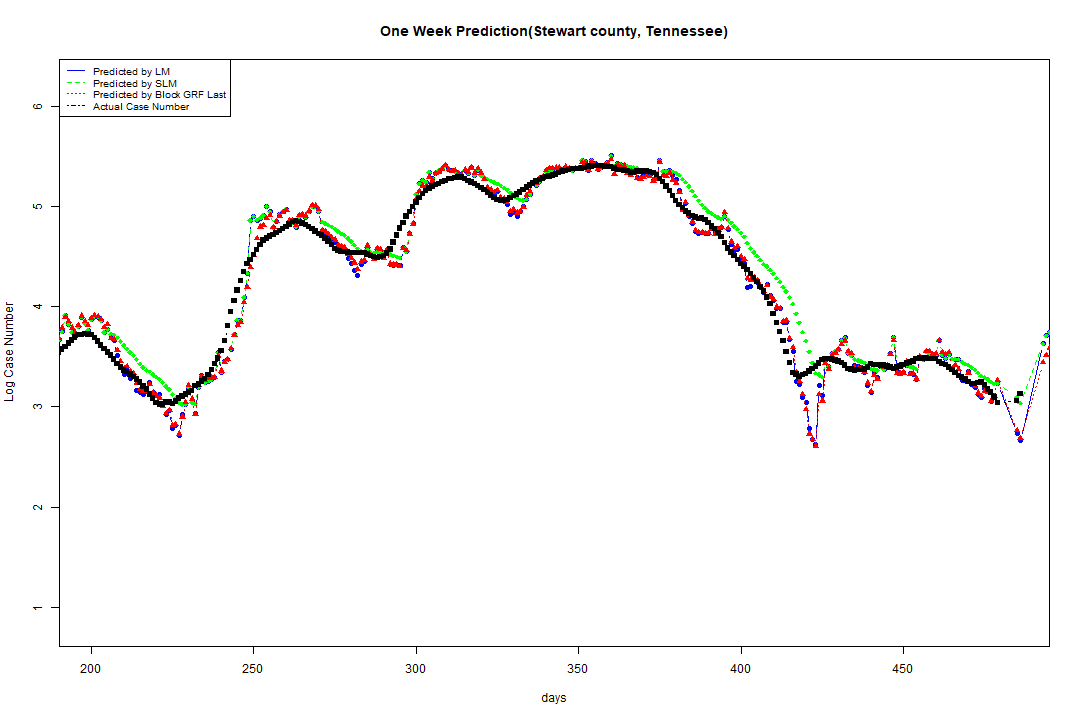 One Week Prediction(Stewart county, Tennessee)
Predicted by LM
Predicted by SLM
Predicted by Block GRF Last
Actual Case Number
6
5
4
3
2
1
Log Case Number
200 250 300 350 400 450
days